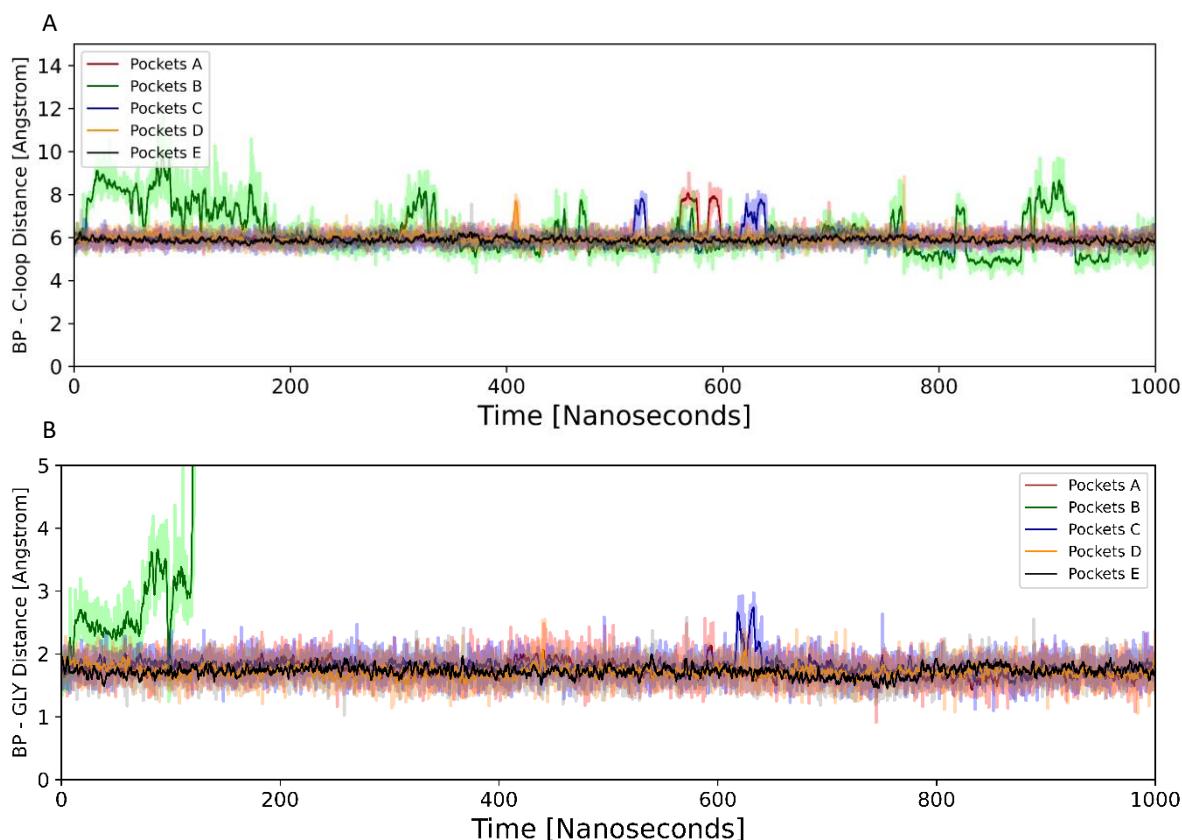 A
BP - C-loop Distance [Angstrom]
14
12
10
8
6
4
2
0
Pockets A
Pockets B
Pockets C
Pockets D
Pockets E
0 200 400 600 800 1000
Time [Nanoseconds]
B
BP - GLY Distance [Angstrom]
5
4
3
2
1
0
Pockets A
Pockets B
Pockets C
Pockets D
Pockets E
0 200 400 600 800 1000
Time [Nanoseconds]